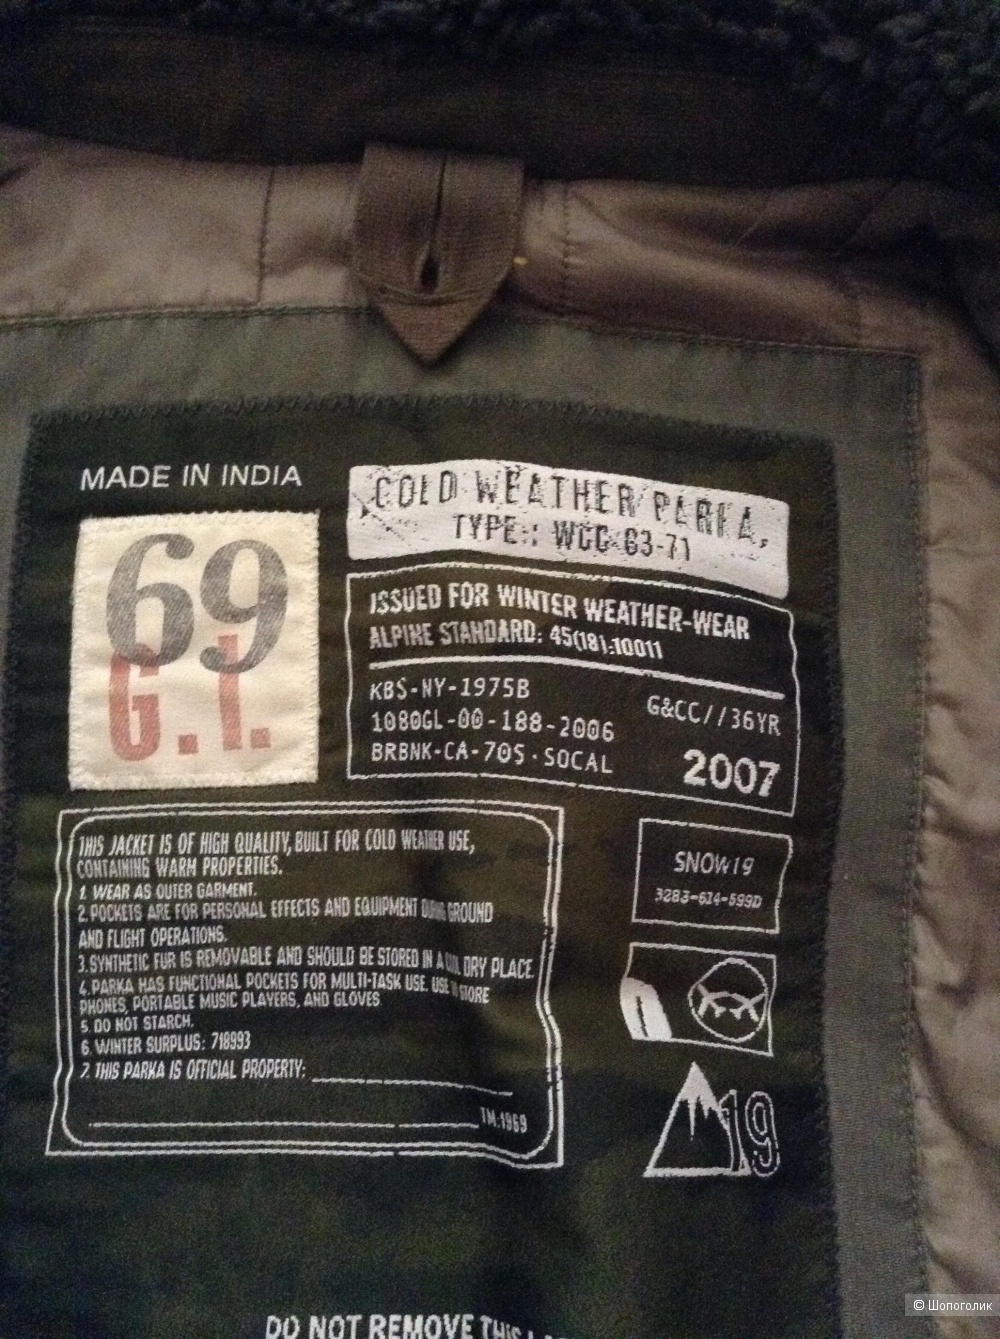 MADE IN INDIA
69
G.I.
COLD WEATHER PARKA,
TYPE: WCC-63-71
ISSUED FOR WINTER WEATHER-WEAR
ALPINE STANDARD: 45(18).10011
KBS-NY-1975B
1080GL-00-188-2006
BRBNK-CA-70S-SOCAL
G&CC//36YR
2007
THIS JACKET IS OF HIGH QUALITY, BUILT FOR COLD WEATHER USE,
CONTAINING WARM PROPERTIES.
1. WEAR AS OUTER GARMENT.
2. POCKETS ARE FOR PERSONAL EFFECTS AND EQUIPMENT DURING GROUND
AND FLIGHT OPERATIONS.
3. SYNTHETIC FUR IS REMOVABLE AND SHOULD BE STORED IN A COOL DRY PLACE.
4. PARKA HAS FUNCTIONAL POCKETS FOR MULTI-TASK USE. USE TO STORE
PHONES, PORTABLE MUSIC PLAYERS, AND GLOVES.
5. DO NOT STARCH.
6. WINTER SURPLUS: 718993
7. THIS PARKA IS OFFICIAL PROPERTY:
TM.1969
SNOW19
3283-614-599D
19
DO NOT REMOVE THIS
© Шопоголик